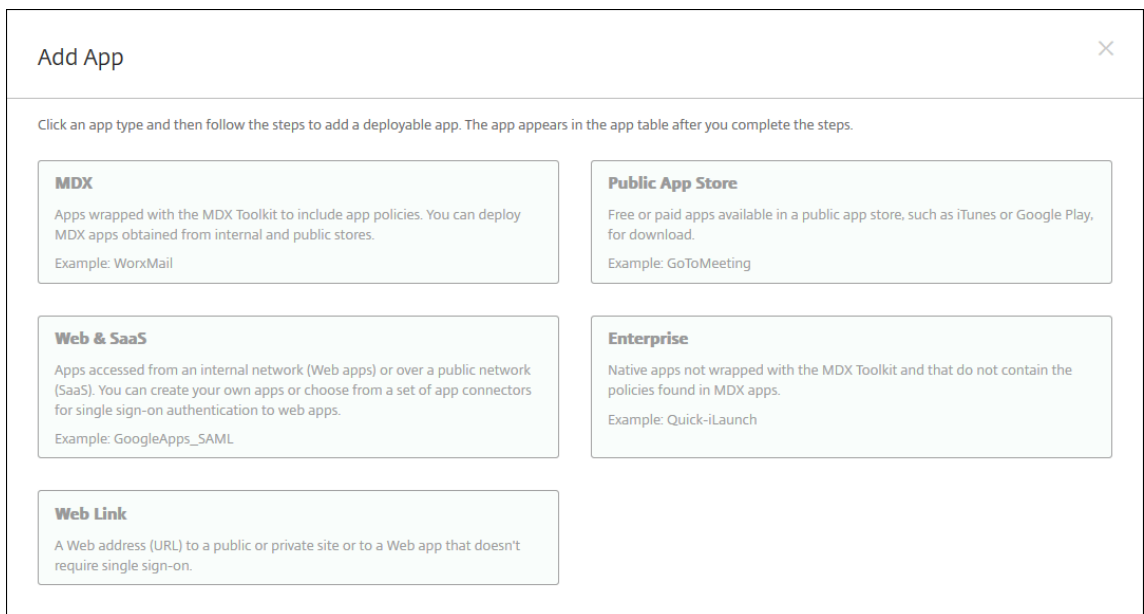 Add App
Click an app type and then follow the steps to add a deployable app. The app appears in the app table after you complete the steps.
MDX
Apps wrapped with the MDX Toolkit to include app policies. You can deploy
MDX apps obtained from internal and public stores.
Example: WorxMail
Public App Store
Free or paid apps available in a public app store, such as iTunes or Google Play,
for download.
Example: GoToMeeting
Web & SaaS
Apps accessed from an internal network (Web apps) or over a public network
(SaaS). You can create your own apps or choose from a set of app connectors
for single sign-on authentication to web apps.
Example: GoogleApps_SAML
Enterprise
Native apps not wrapped with the MDX Toolkit and that do not contain the
policies found in MDX apps.
Example: Quick-iLaunch
Web Link
A Web address (URL) to a public or private site or to a Web app that doesn't
require single sign-on.